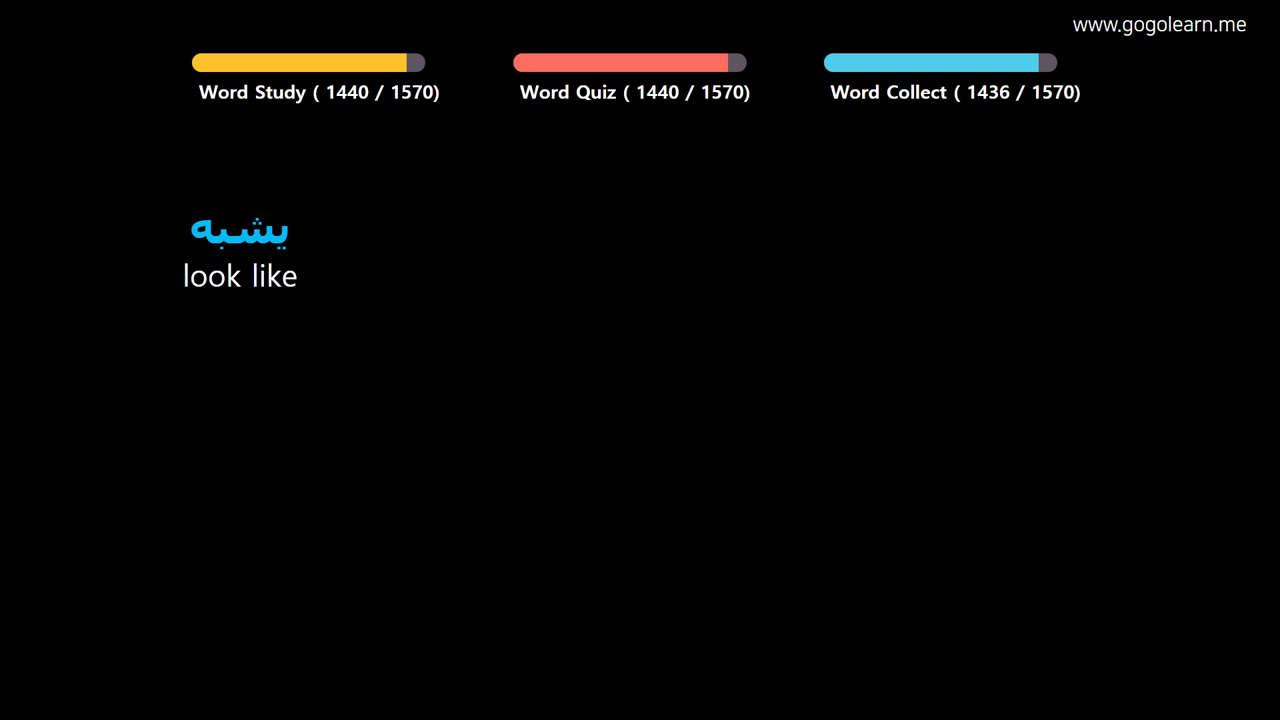 www.gogolearn.me
Word Study ( 1440 / 1570)
Word Quiz ( 1440 / 1570)
Word Collect ( 1436 / 1570)
يشبه
look like